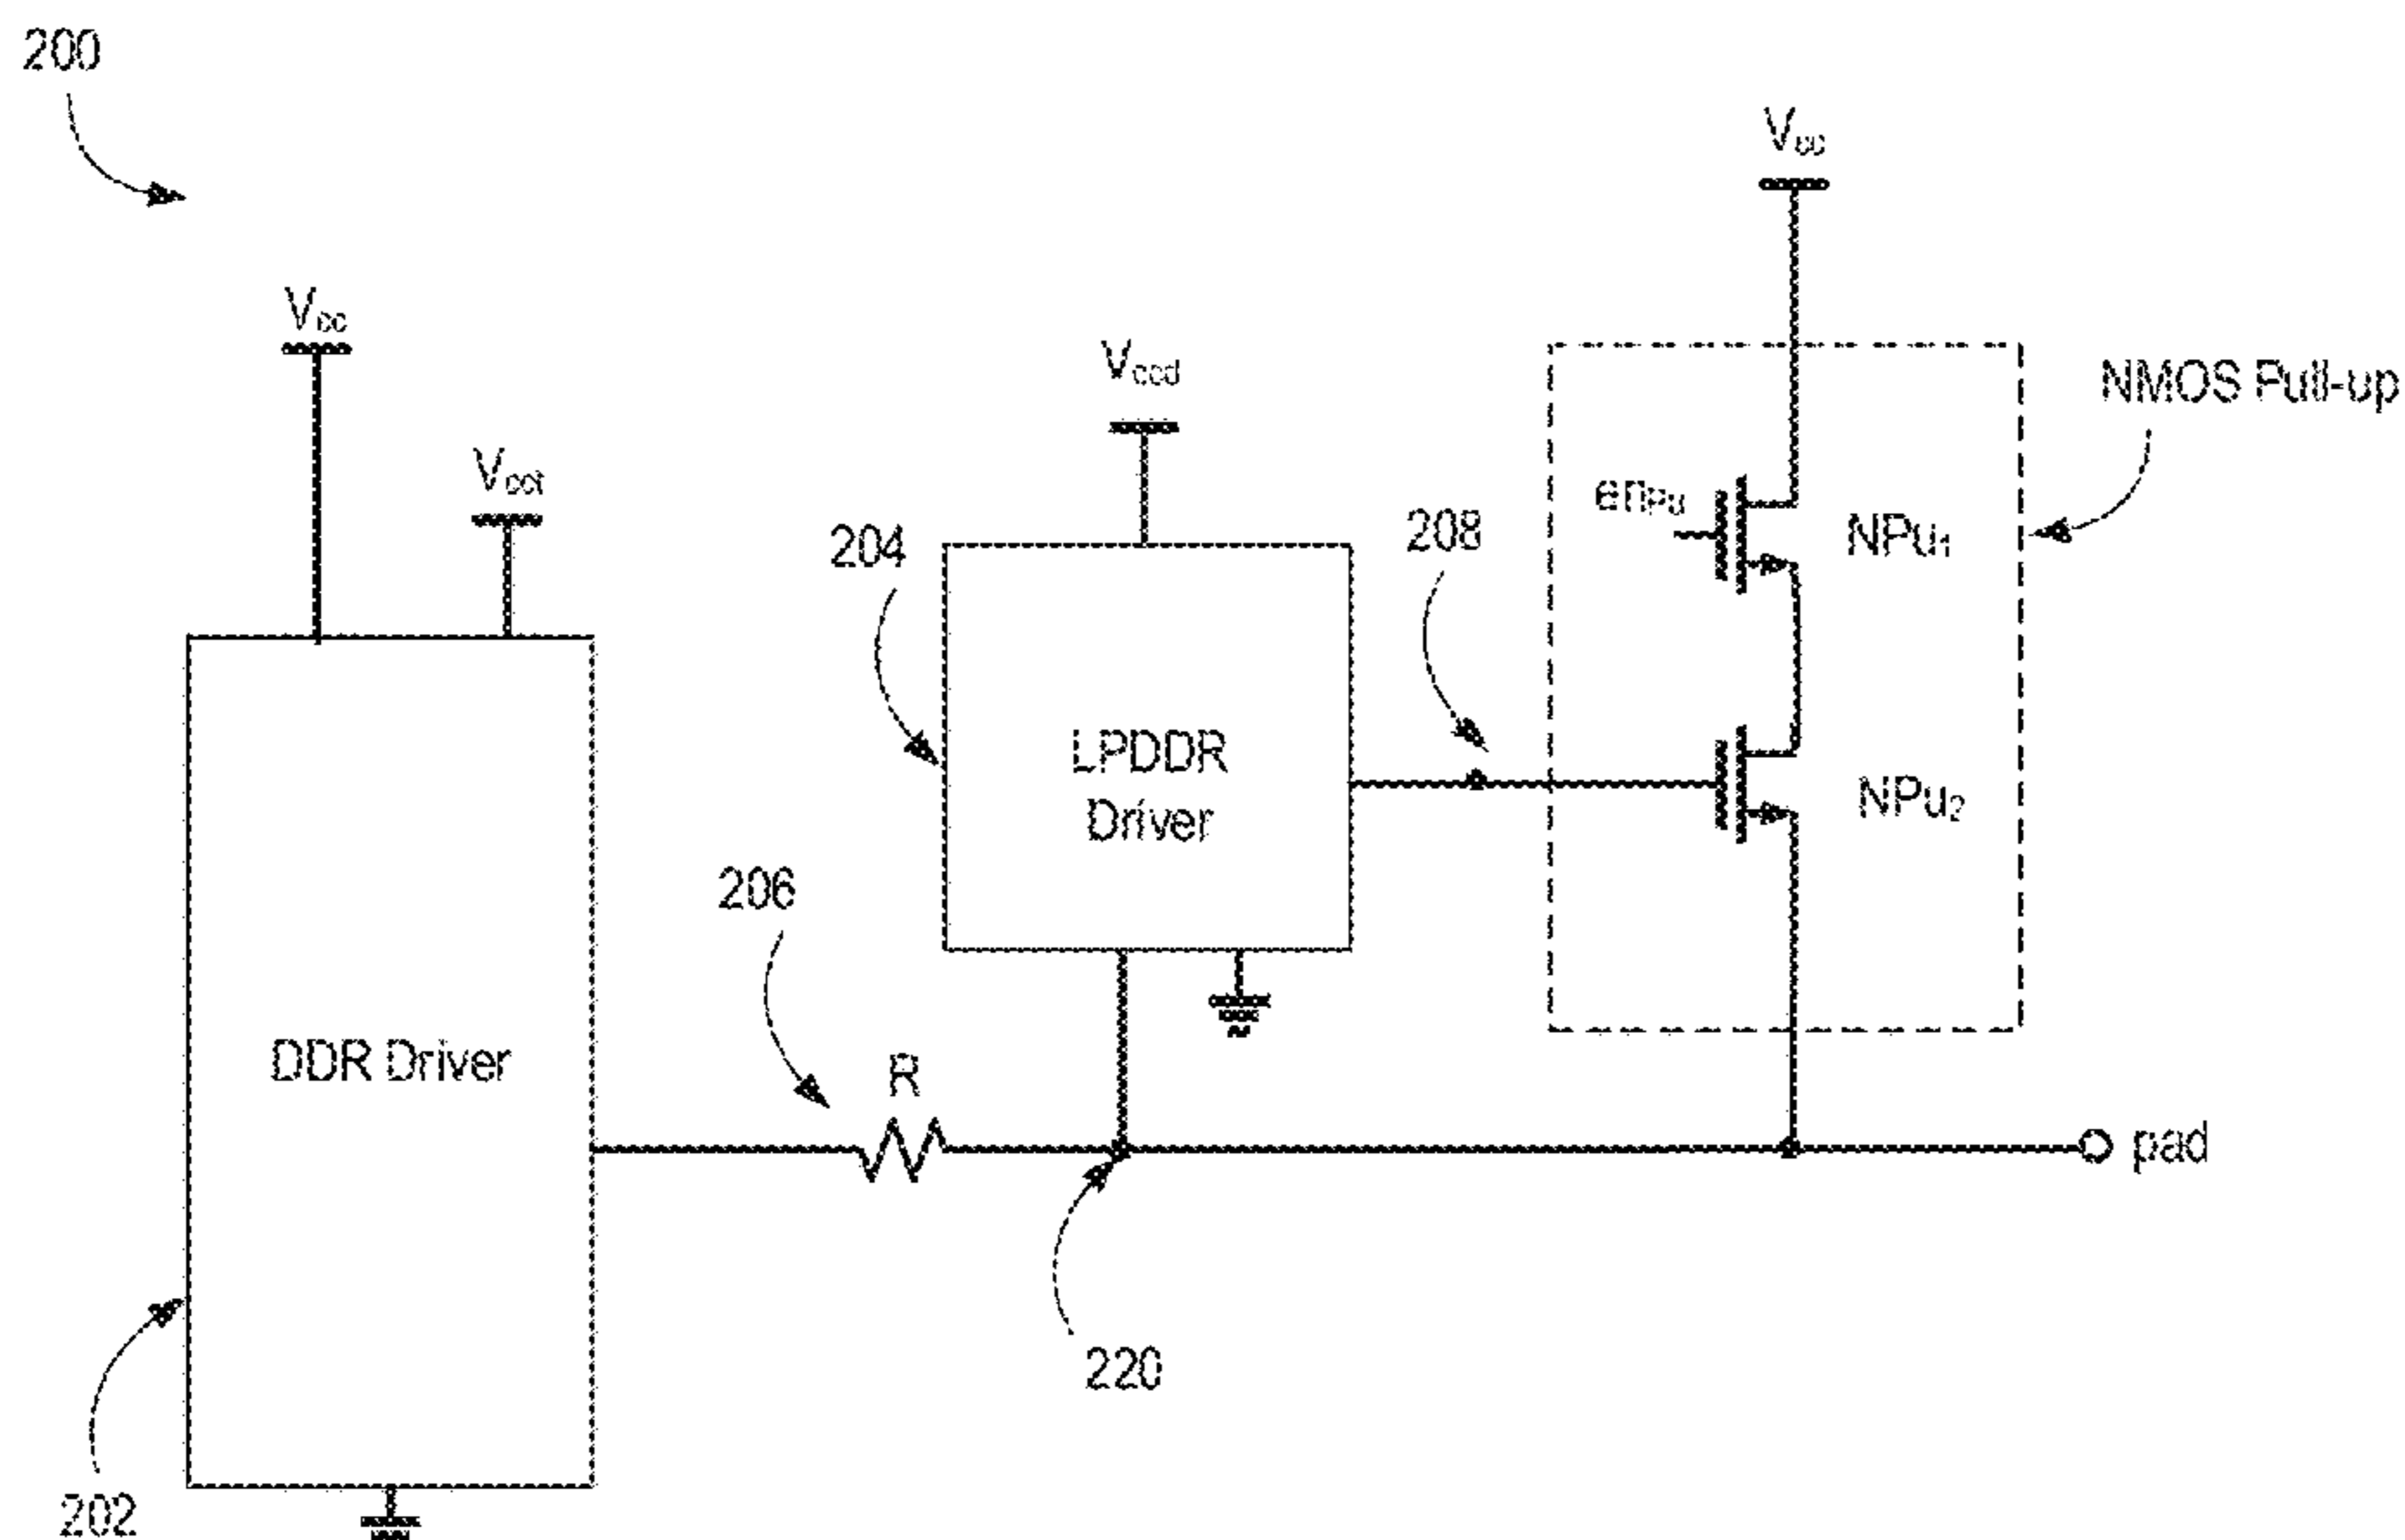 200
Vcc
Vcc
Vccd
NMOS Pull-up
Vcct
enPu
204
208
NPu1
LPDDR
Driver
NPu2
206
DDR Driver
R
pad
220
202